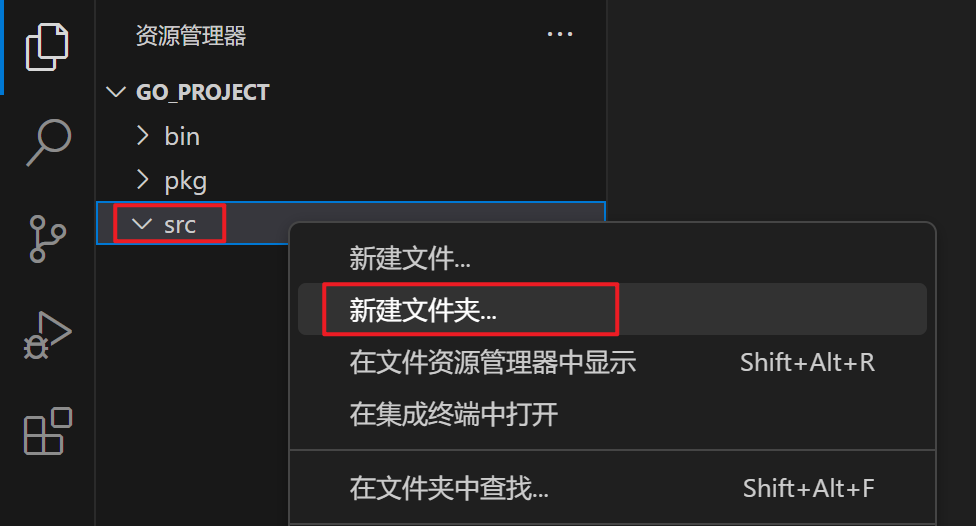 资源管理器
GO_PROJECT
bin
pkg
src
新建文件...
新建文件夹...
在文件资源管理器中显示 Shift+Alt+R
在集成终端中打开
在文件夹中查找... Shift+Alt+F